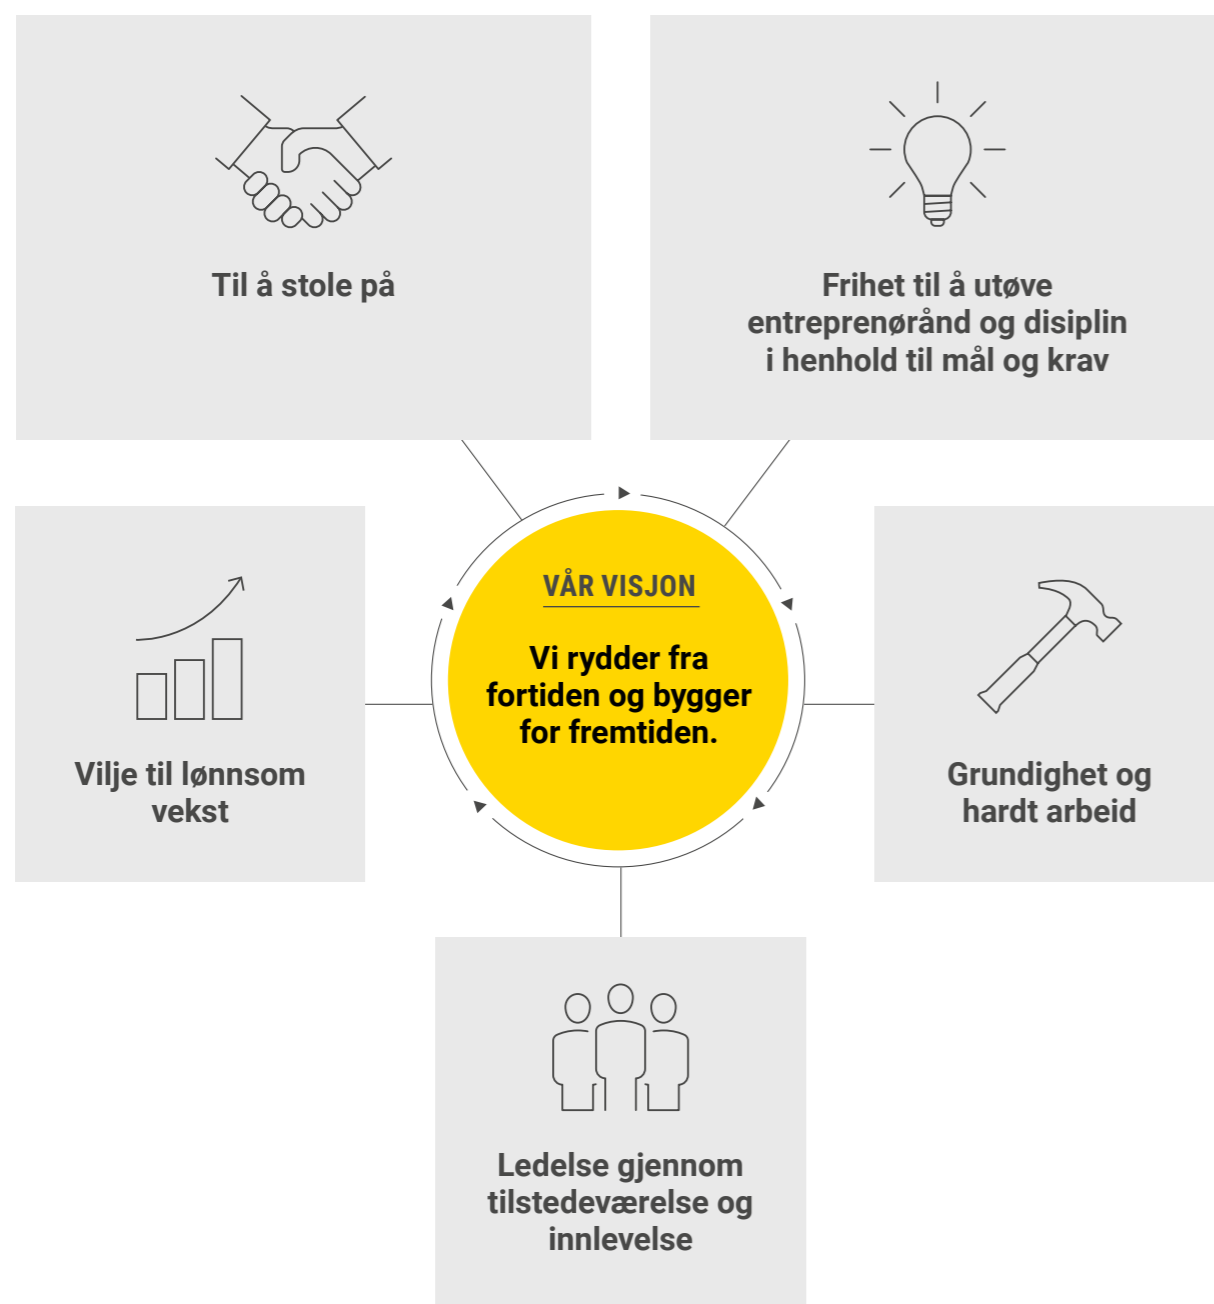 Til å stole på
Frihet til å utøve
entreprenørånd og disiplin
i henhold til mål og krav
VÅR VISJON
Vi rydder fra
fortiden og bygger
for fremtiden.
Vilje til lønnsom
vekst
Grundighet og
hardt arbeid
Ledelse gjennom
tilstedeværelse og
innlevelse